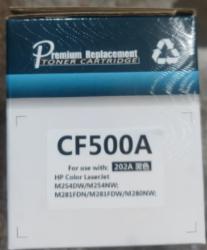 Premium Replacement
TONER CARTRIDGE
CF500A
For use with: 202A 黑色
HP Color LaserJet
M254DW/M254NW;
M281FDN/M281FDW/M280NW;